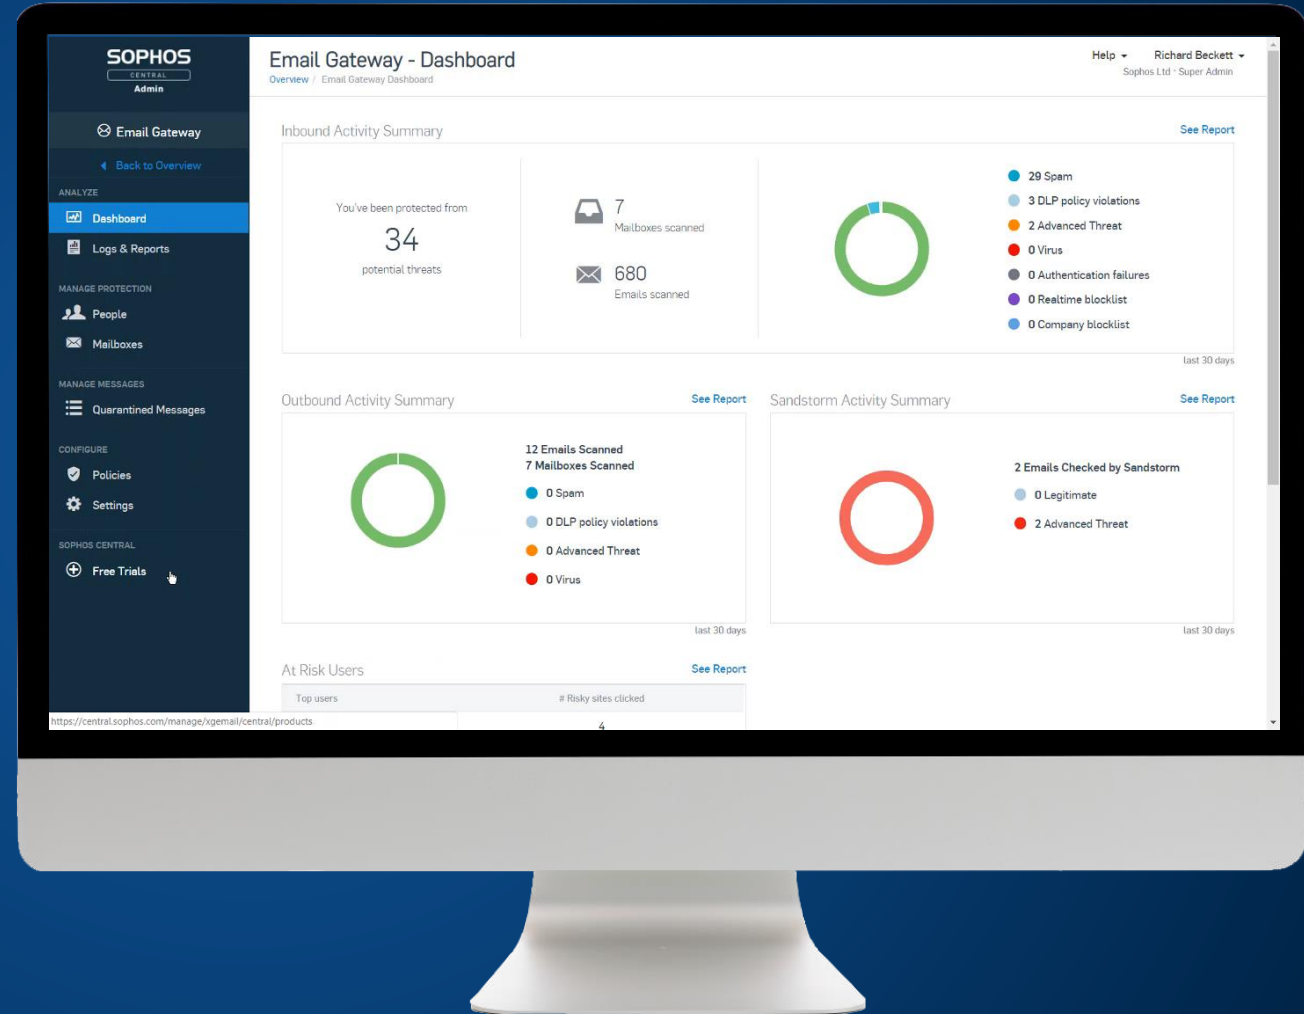 SOPHOS
CENTRAL
Admin
Email Gateway
Back to Overview
ANALYZE
Dashboard
Logs & Reports
MANAGE PROTECTION
People
Mailboxes
MANAGE MESSAGES
Quarantined Messages
CONFIGURE
Policies
Settings
SOPHOS CENTRAL
Free Trials
https://central.sophos.com/manage/xgemail/central/products
Email Gateway - Dashboard
Overview / Email Gateway Dashboard
Help
Richard Beckett
Sophos Ltd · Super Admin
Inbound Activity Summary
See Report
You've been protected from
34
potential threats
7
Mailboxes scanned
680
Emails scanned
29 Spam
3 DLP policy violations
2 Advanced Threat
0 Virus
0 Authentication failures
0 Realtime blocklist
0 Company blocklist
last 30 days
Outbound Activity Summary
See Report
12 Emails Scanned
7 Mailboxes Scanned
0 Spam
0 DLP policy violations
0 Advanced Threat
0 Virus
last 30 days
Sandstorm Activity Summary
See Report
2 Emails Checked by Sandstorm
0 Legitimate
2 Advanced Threat
last 30 days
At Risk Users
See Report
Top users
# Risky sites clicked
4